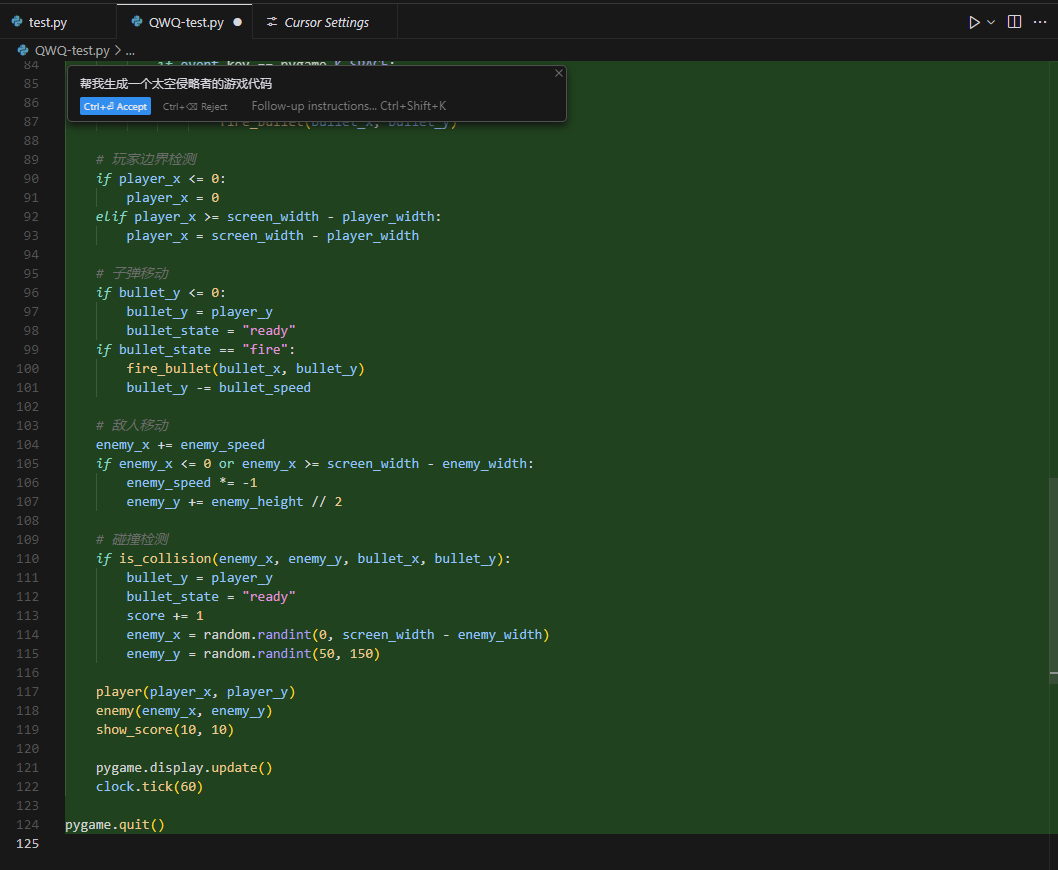 test.py
QWQ-test.py
Cursor Settings
QWQ-test.py > ...
84 if event.key == pygame.K_SPACE:
帮我生成一个太空侵略者的游戏代码
Ctrl+⏎ Accept Ctrl+⌫ Reject Follow-up instructions... Ctrl+Shift+K
85
86
87 fire_bullet(bullet_x, bullet_y)
88
89 # 玩家边界检测
90 if player_x <= 0:
91 player_x = 0
92 elif player_x >= screen_width - player_width:
93 player_x = screen_width - player_width
94
95 # 子弹移动
96 if bullet_y <= 0:
97 bullet_y = player_y
98 bullet_state = "ready"
99 if bullet_state == "fire":
100 fire_bullet(bullet_x, bullet_y)
101 bullet_y -= bullet_speed
102
103 # 敌人移动
104 enemy_x += enemy_speed
105 if enemy_x <= 0 or enemy_x >= screen_width - enemy_width:
106 enemy_speed *= -1
107 enemy_y += enemy_height // 2
108
109 # 碰撞检测
110 if is_collision(enemy_x, enemy_y, bullet_x, bullet_y):
111 bullet_y = player_y
112 bullet_state = "ready"
113 score += 1
114 enemy_x = random.randint(0, screen_width - enemy_width)
115 enemy_y = random.randint(50, 150)
116
117 player(player_x, player_y)
118 enemy(enemy_x, enemy_y)
119 show_score(10, 10)
120
121 pygame.display.update()
122 clock.tick(60)
123
124 pygame.quit()
125